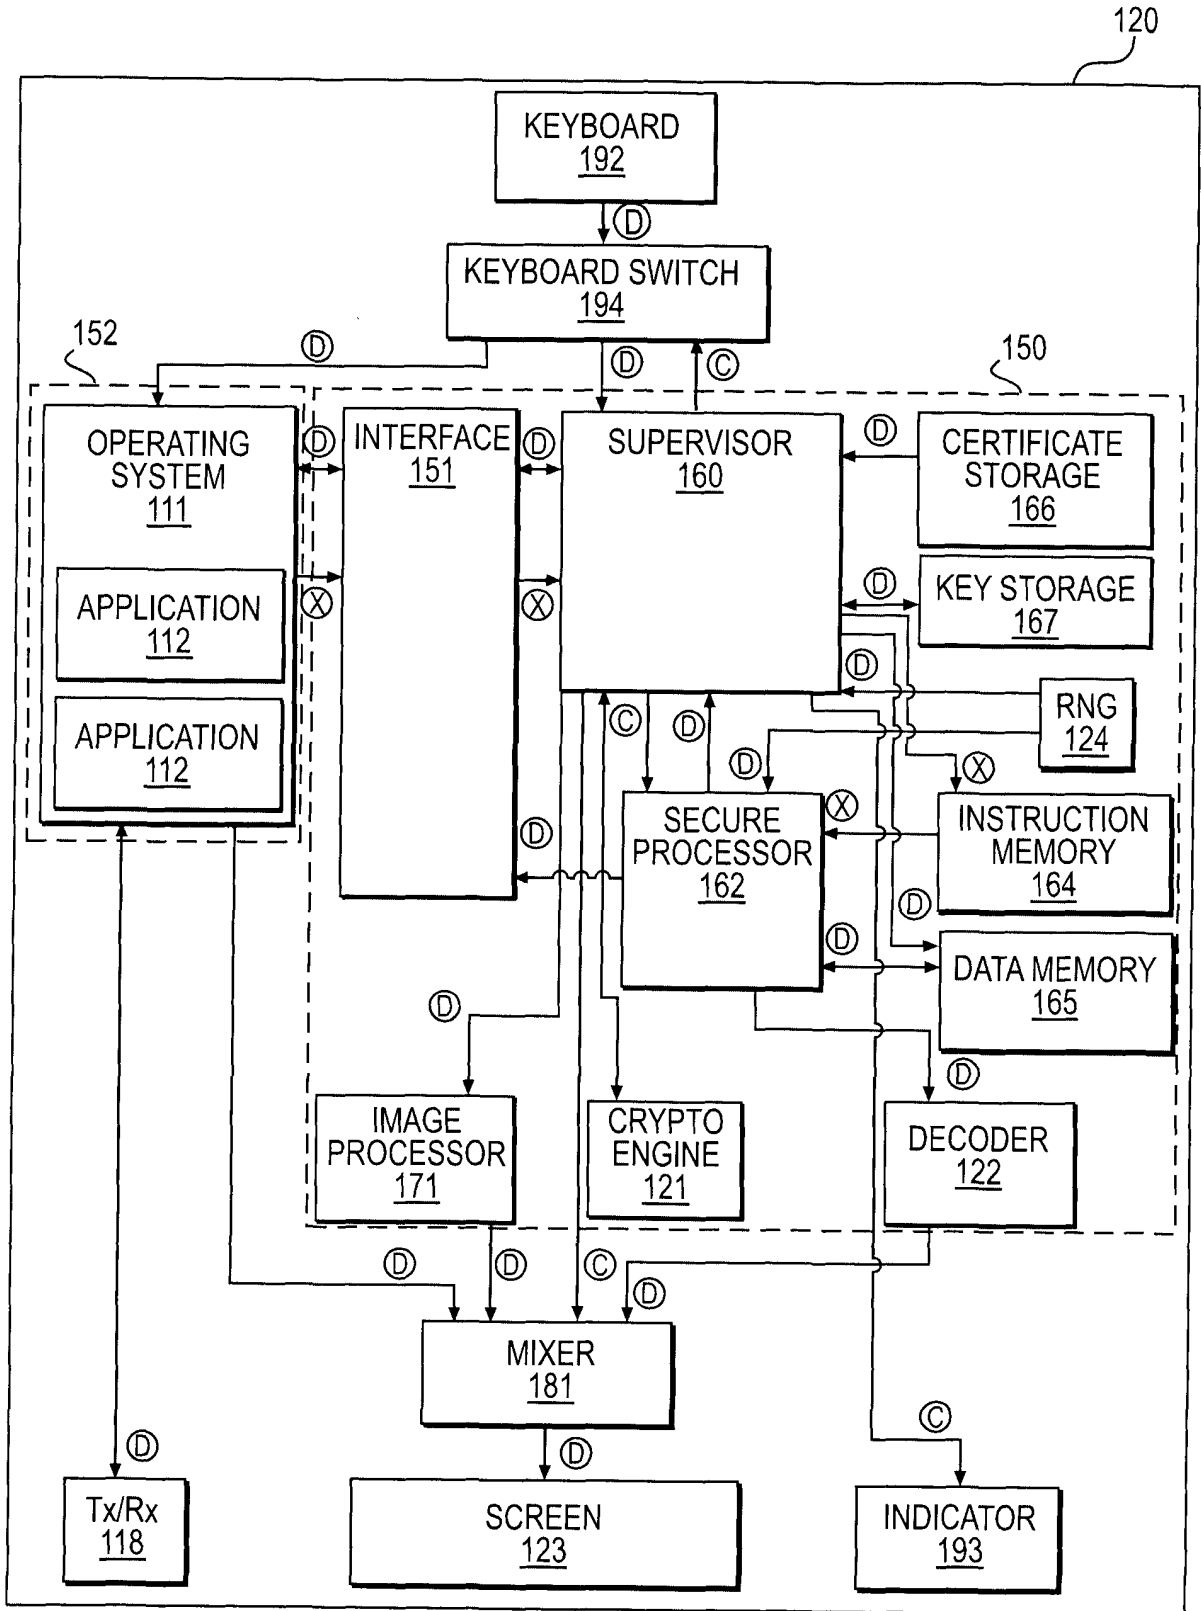 120
KEYBOARD
192
D
KEYBOARD SWITCH
194
152
D
D
C
150
OPERATING
SYSTEM
111
D
INTERFACE
151
D
SUPERVISOR
160
D
CERTIFICATE
STORAGE
166
X
X
D
KEY STORAGE
167
APPLICATION
112
APPLICATION
112
C
D
D
D
RNG
124
X
D
X
SECURE
PROCESSOR
162
INSTRUCTION
MEMORY
164
D
D
DATA MEMORY
165
D
D
IMAGE
PROCESSOR
171
CRYPTO
ENGINE
121
DECODER
122
D
D
C
D
MIXER
181
D
D
C
Tx/Rx
118
SCREEN
123
INDICATOR
193